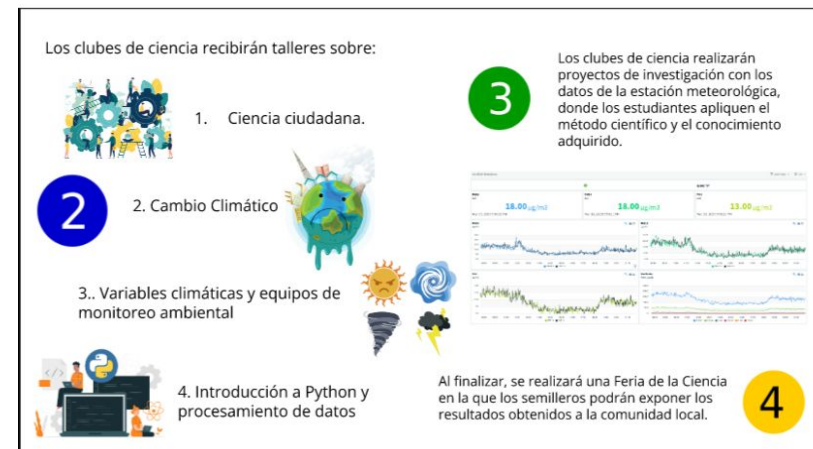 Los clubes de ciencia recibirán talleres sobre:
1. Ciencia ciudadana.
2
2. Cambio Climático
3.. Variables climáticas y equipos de
monitoreo ambiental
4. Introducción a Python y
procesamiento de datos
3
Los clubes de ciencia realizarán
proyectos de investigación con los
datos de la estación meteorológica,
donde los estudiantes apliquen el
método científico y el conocimiento
adquirido.
18.00 µg/m3
18.00 µg/m3
13.00 µg/m3
Al finalizar, se realizará una Feria de la Ciencia
en la que los semilleros podrán exponer los
resultados obtenidos a la comunidad local.
4